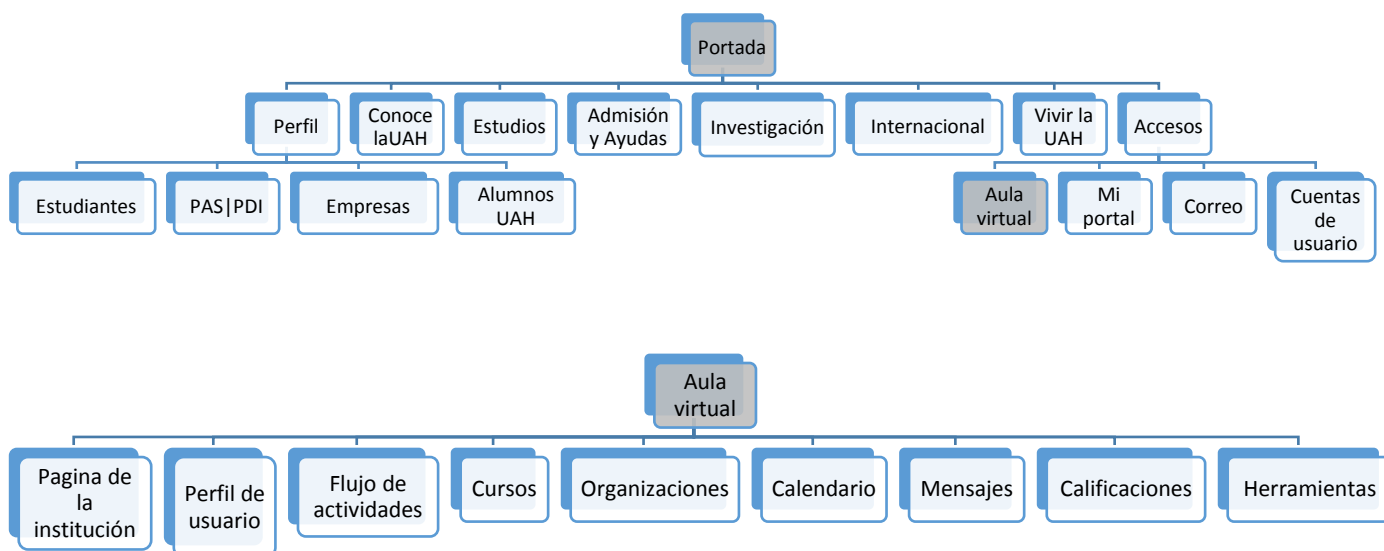 Portada
Perfil
Conoce
laUAH
Estudios
Admisión
y Ayudas
Investigación
Internacional
Vivir la
UAH
Accesos
Estudiantes
PAS|PDI
Empresas
Alumnos
UAH
Aula
virtual
Mi
portal
Correo
Cuentas
de
usuario
Aula
virtual
Pagina de
la
institución
Perfil de
usuario
Flujo de
actividades
Cursos
Organizaciones
Calendario
Mensajes
Calificaciones
Herramientas